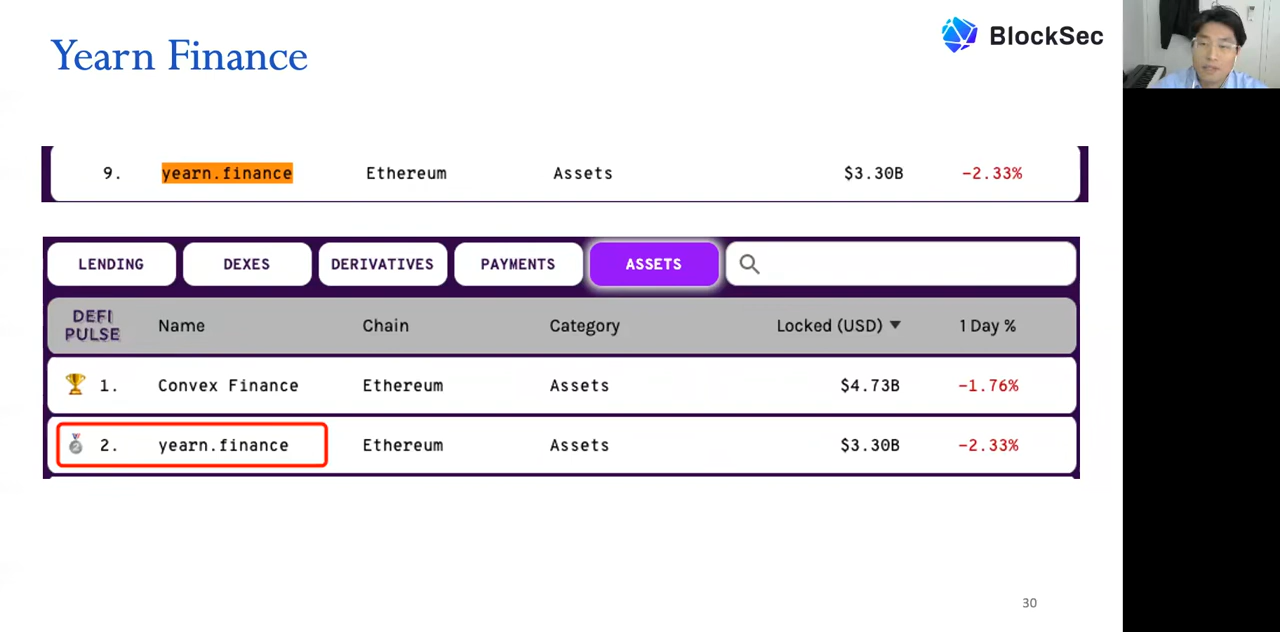 Yearn Finance
BlockSec
9. yearn.finance Ethereum Assets $3.30B -2.33%
LENDING DEXES DERIVATIVES PAYMENTS ASSETS
DEFI PULSE Name Chain Category Locked (USD) ▼ 1 Day %
1. Convex Finance Ethereum Assets $4.73B -1.76%
2. yearn.finance Ethereum Assets $3.30B -2.33%
30